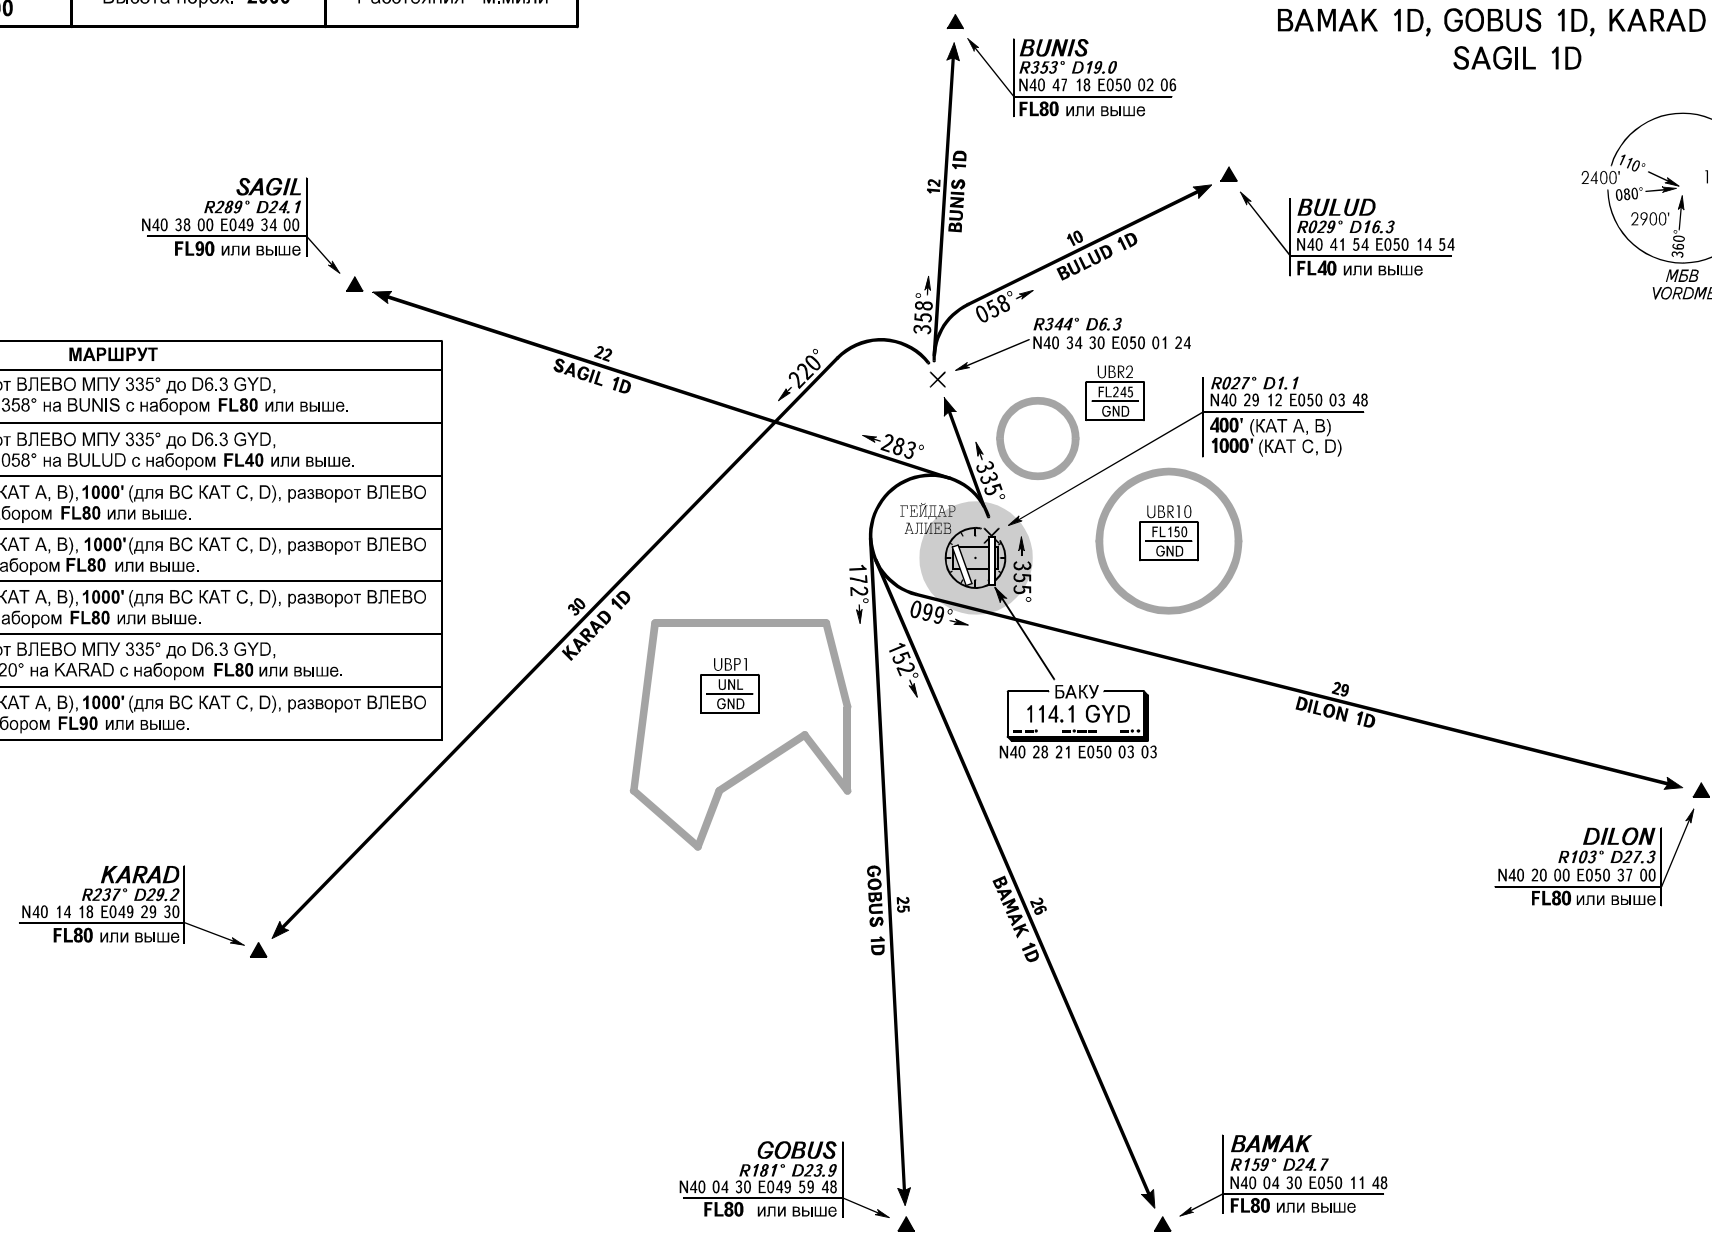 00
Высота перех. 2000
Расстояния - м.мили
BAMAK 1D, GOBUS 1D, KARAD
SAGIL 1D
BUNIS
R353° D19.0
N40 47 18 E050 02 06
FL80 или выше
110°
2400'
080°
2900'
360°
1
МБВ
VORDME
SAGIL
R289° D24.1
N40 38 00 E049 34 00
FL90 или выше
12
BUNIS 1D
BULUD
R029° D16.3
N40 41 54 E050 14 54
FL40 или выше
10
BULUD 1D
358°
058°
R344° D6.3
N40 34 30 E050 01 24
22
SAGIL 1D
220°
UBR2
FL245
GND
R027° D1.1
N40 29 12 E050 03 48
400' (КАТ А, В)
1000' (КАТ С, D)
МАРШРУТ
от ВЛЕВО МПУ 335° до D6.3 GYD,
358° на BUNIS с набором FL80 или выше.
от ВЛЕВО МПУ 335° до D6.3 GYD,
058° на BULUD с набором FL40 или выше.
КАТ А, В), 1000' (для ВС КАТ С, D), разворот ВЛЕВО
бором FL80 или выше.
КАТ А, В), 1000' (для ВС КАТ С, D), разворот ВЛЕВО
абором FL80 или выше.
КАТ А, В), 1000' (для ВС КАТ С, D), разворот ВЛЕВО
абором FL80 или выше.
от ВЛЕВО МПУ 335° до D6.3 GYD,
20° на KARAD с набором FL80 или выше.
КАТ А, В), 1000' (для ВС КАТ С, D), разворот ВЛЕВО
бором FL90 или выше.
283°
335°
ГЕЙДАР
АЛИЕВ
UBR10
FL150
GND
355°
172°
099°
152°
30
KARAD 1D
UBP1
UNL
GND
БАКУ
114.1 GYD
N40 28 21 E050 03 03
29
DILON 1D
DILON
R103° D27.3
N40 20 00 E050 37 00
FL80 или выше
KARAD
R237° D29.2
N40 14 18 E049 29 30
FL80 или выше
25
GOBUS 1D
26
BAMAK 1D
GOBUS
R181° D23.9
N40 04 30 E049 59 48
FL80 или выше
BAMAK
R159° D24.7
N40 04 30 E050 11 48
FL80 или выше